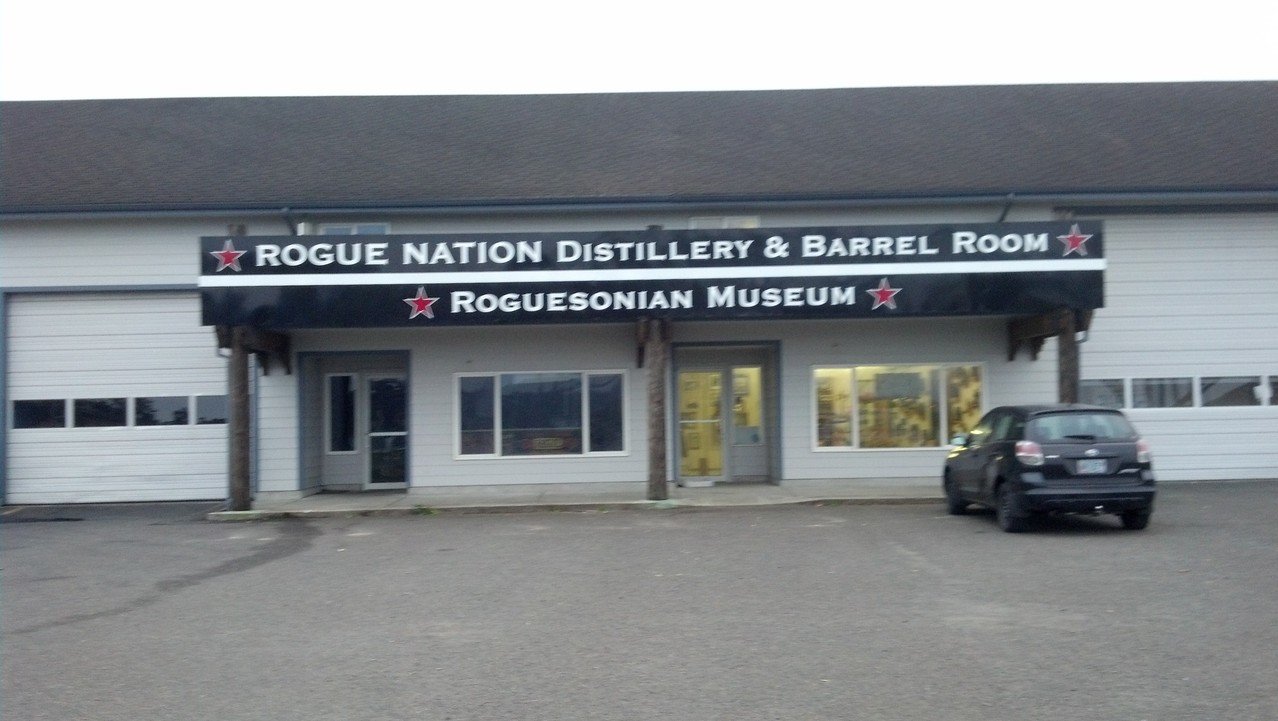 ROGUE NATION DISTILLERY & BARREL ROOM
ROGUESONIAN MUSEUM